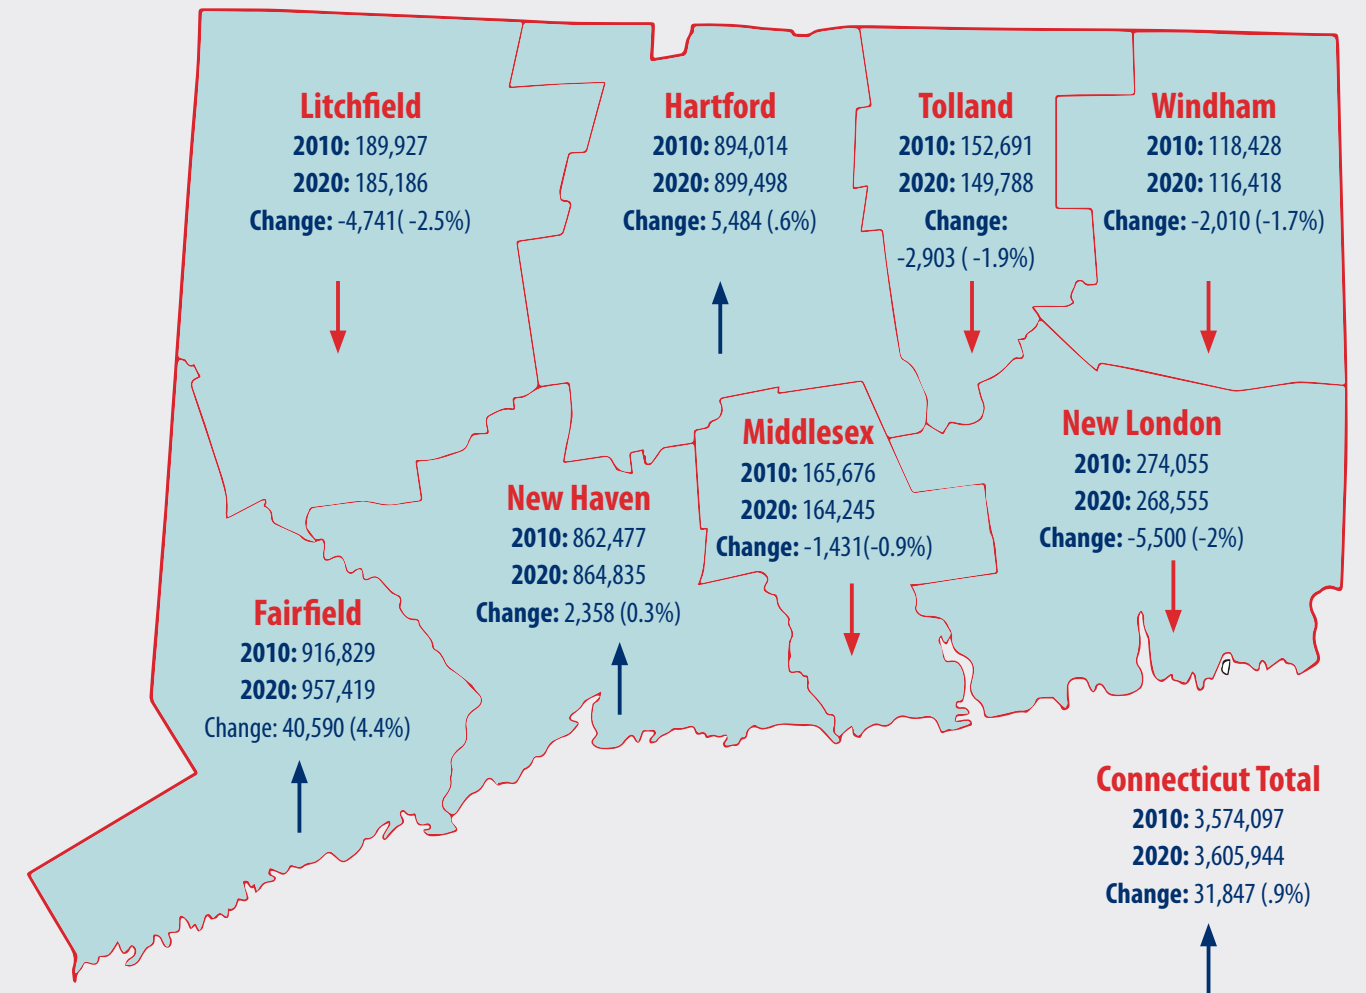 Litchfield
2010: 189,927
2020: 185,186
Change: -4,741( -2.5%)
Hartford
2010: 894,014
2020: 899,498
Change: 5,484 (.6%)
Tolland
2010: 152,691
2020: 149,788
Change:
-2,903 ( -1.9%)
Windham
2010: 118,428
2020: 116,418
Change: -2,010 (-1.7%)
Fairfield
2010: 916,829
2020: 957,419
Change: 40,590 (4.4%)
New Haven
2010: 862,477
2020: 864,835
Change: 2,358 (0.3%)
Middlesex
2010: 165,676
2020: 164,245
Change: -1,431(-0.9%)
New London
2010: 274,055
2020: 268,555
Change: -5,500 (-2%)
Connecticut Total
2010: 3,574,097
2020: 3,605,944
Change: 31,847 (.9%)